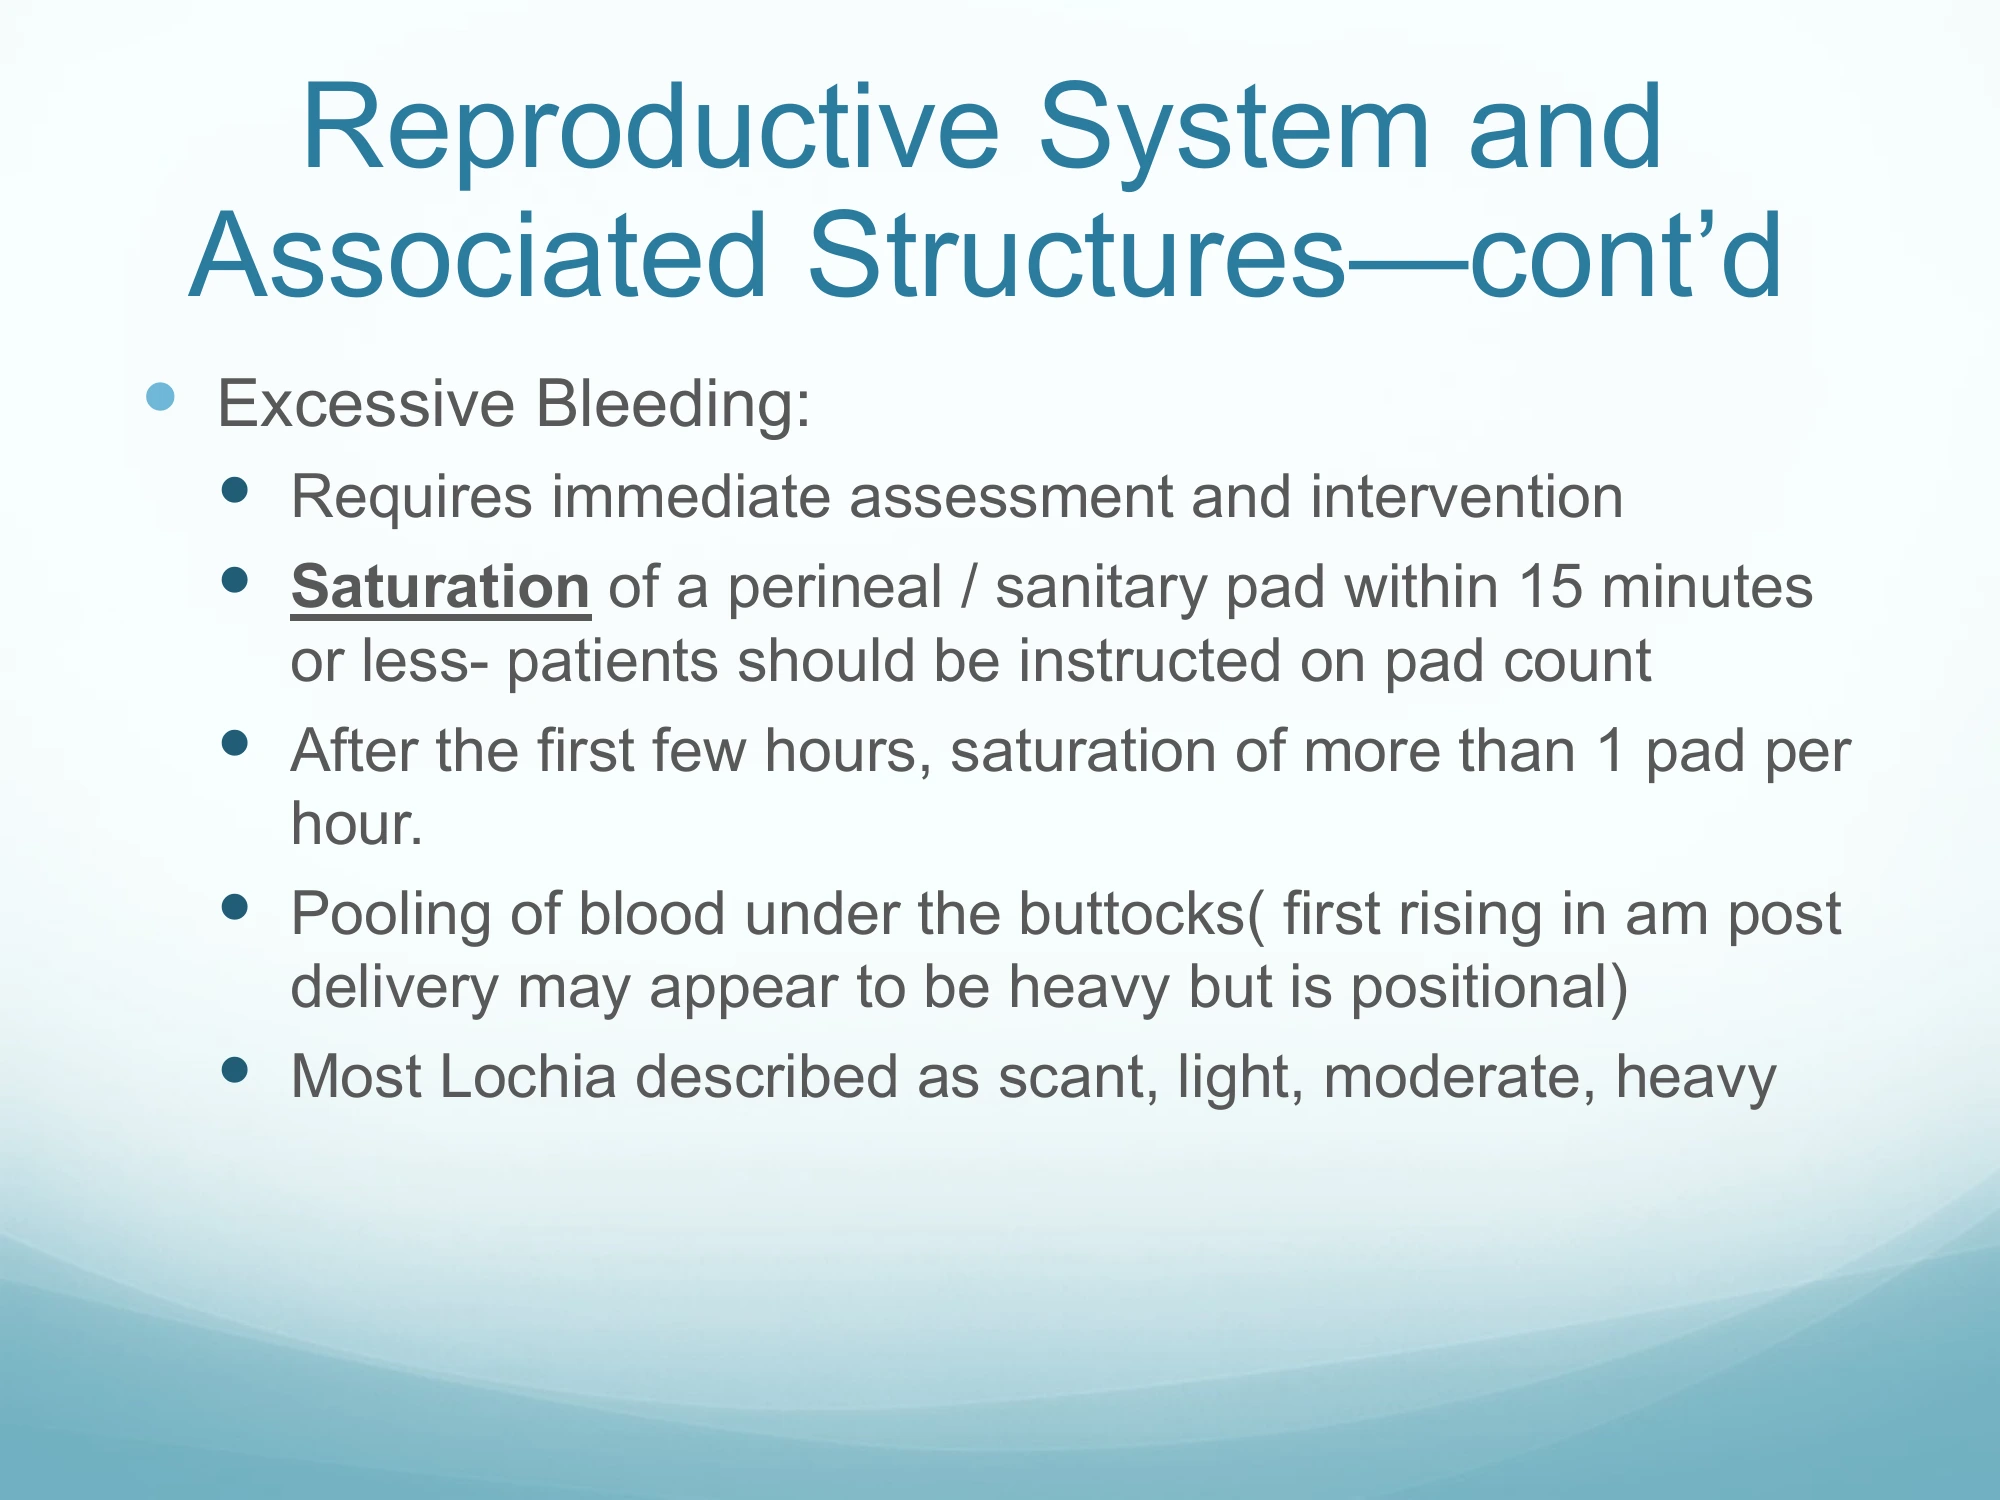 Reproductive System and
Associated Structures—cont’d
Excessive Bleeding:
Requires immediate assessment and intervention
Saturation of a perineal / sanitary pad within 15 minutes
or less- patients should be instructed on pad count
After the first few hours, saturation of more than 1 pad per
hour.
Pooling of blood under the buttocks( first rising in am post
delivery may appear to be heavy but is positional)
Most Lochia described as scant, light, moderate, heavy